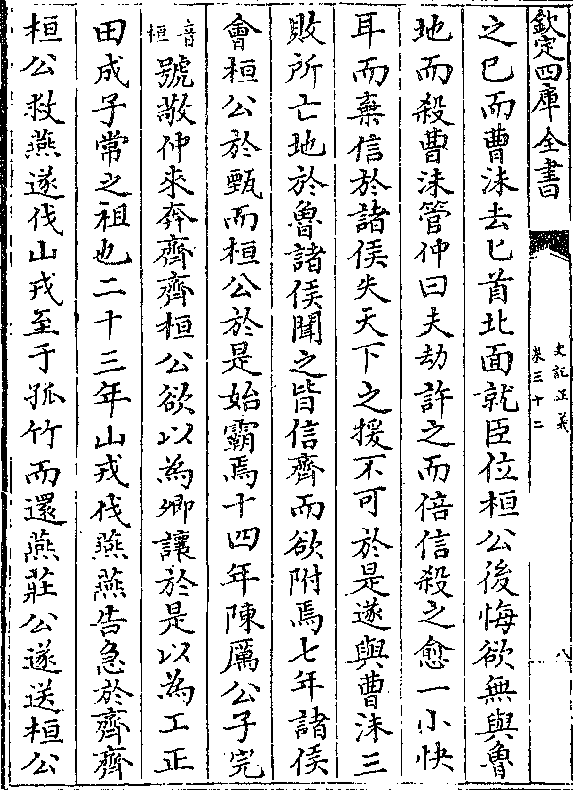 欽定四庫全書
史記正義
卷三十二
八
之已而曹沬去匕首北面就臣位桓公後悔欲無與魯
地而殺曹沬管仲曰夫劫許之而倍信殺之愈一小快
耳而棄信於諸侯失天下之援不可於是遂與曹沬三
敗所亡地於魯諸侯聞之皆信齊而欲附焉七年諸侯
會桓公於甄而桓公於是始霸焉十四年陳厲公子完
音桓號敬仲來奔齊齊桓公欲以為卿讓於是以為工正
田成子常之祖也二十三年山戎伐燕燕告急於齊齊
桓公救燕遂伐山戎至于孤竹而還燕莊公遂送桓公